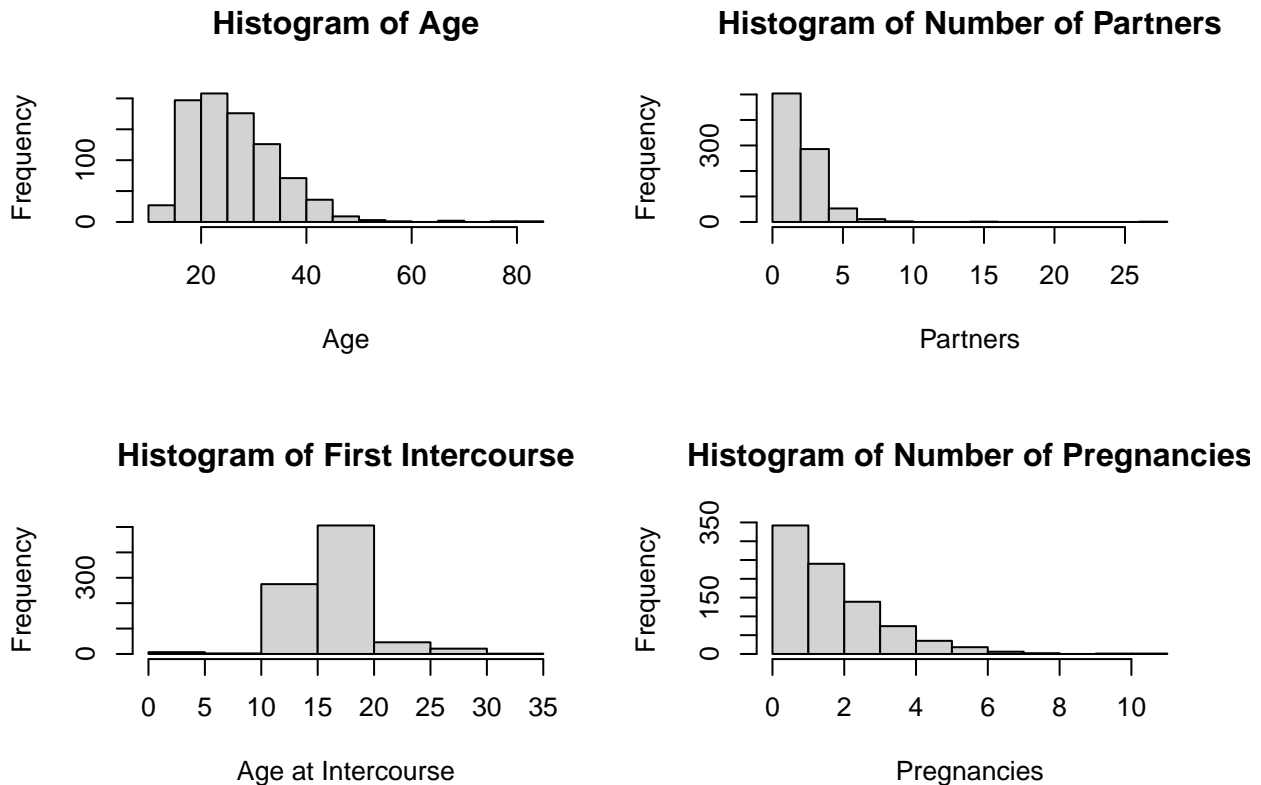 Histogram of Age
Frequency
0
100
20
40
60
80
Age
Histogram of Number of Partners
Frequency
0
300
0
5
10
15
20
25
Partners
Histogram of First Intercourse
Frequency
0
300
0
5
10
15
20
25
30
35
Age at Intercourse
Histogram of Number of Pregnancies
Frequency
0
150
350
0
2
4
6
8
10
Pregnancies